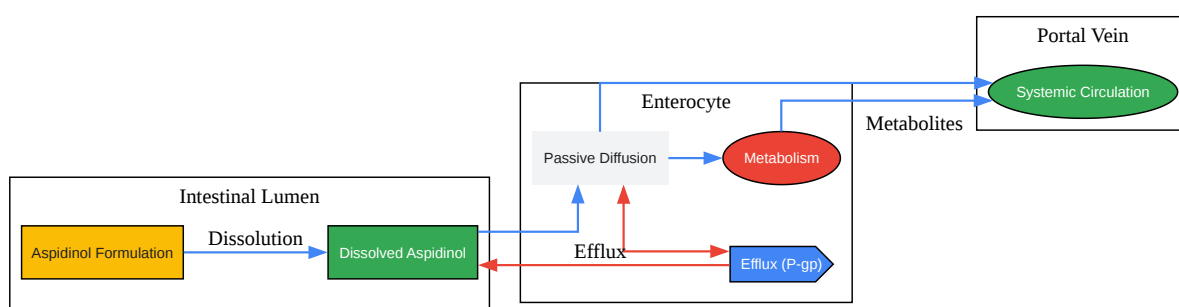 Portal Vein
Systemic Circulation
Enterocyte
Metabolites
Passive Diffusion
Metabolism
Intestinal Lumen
Aspidinol Formulation
Dissolution
Dissolved Aspidinol
Efflux
Efflux (P-gp)